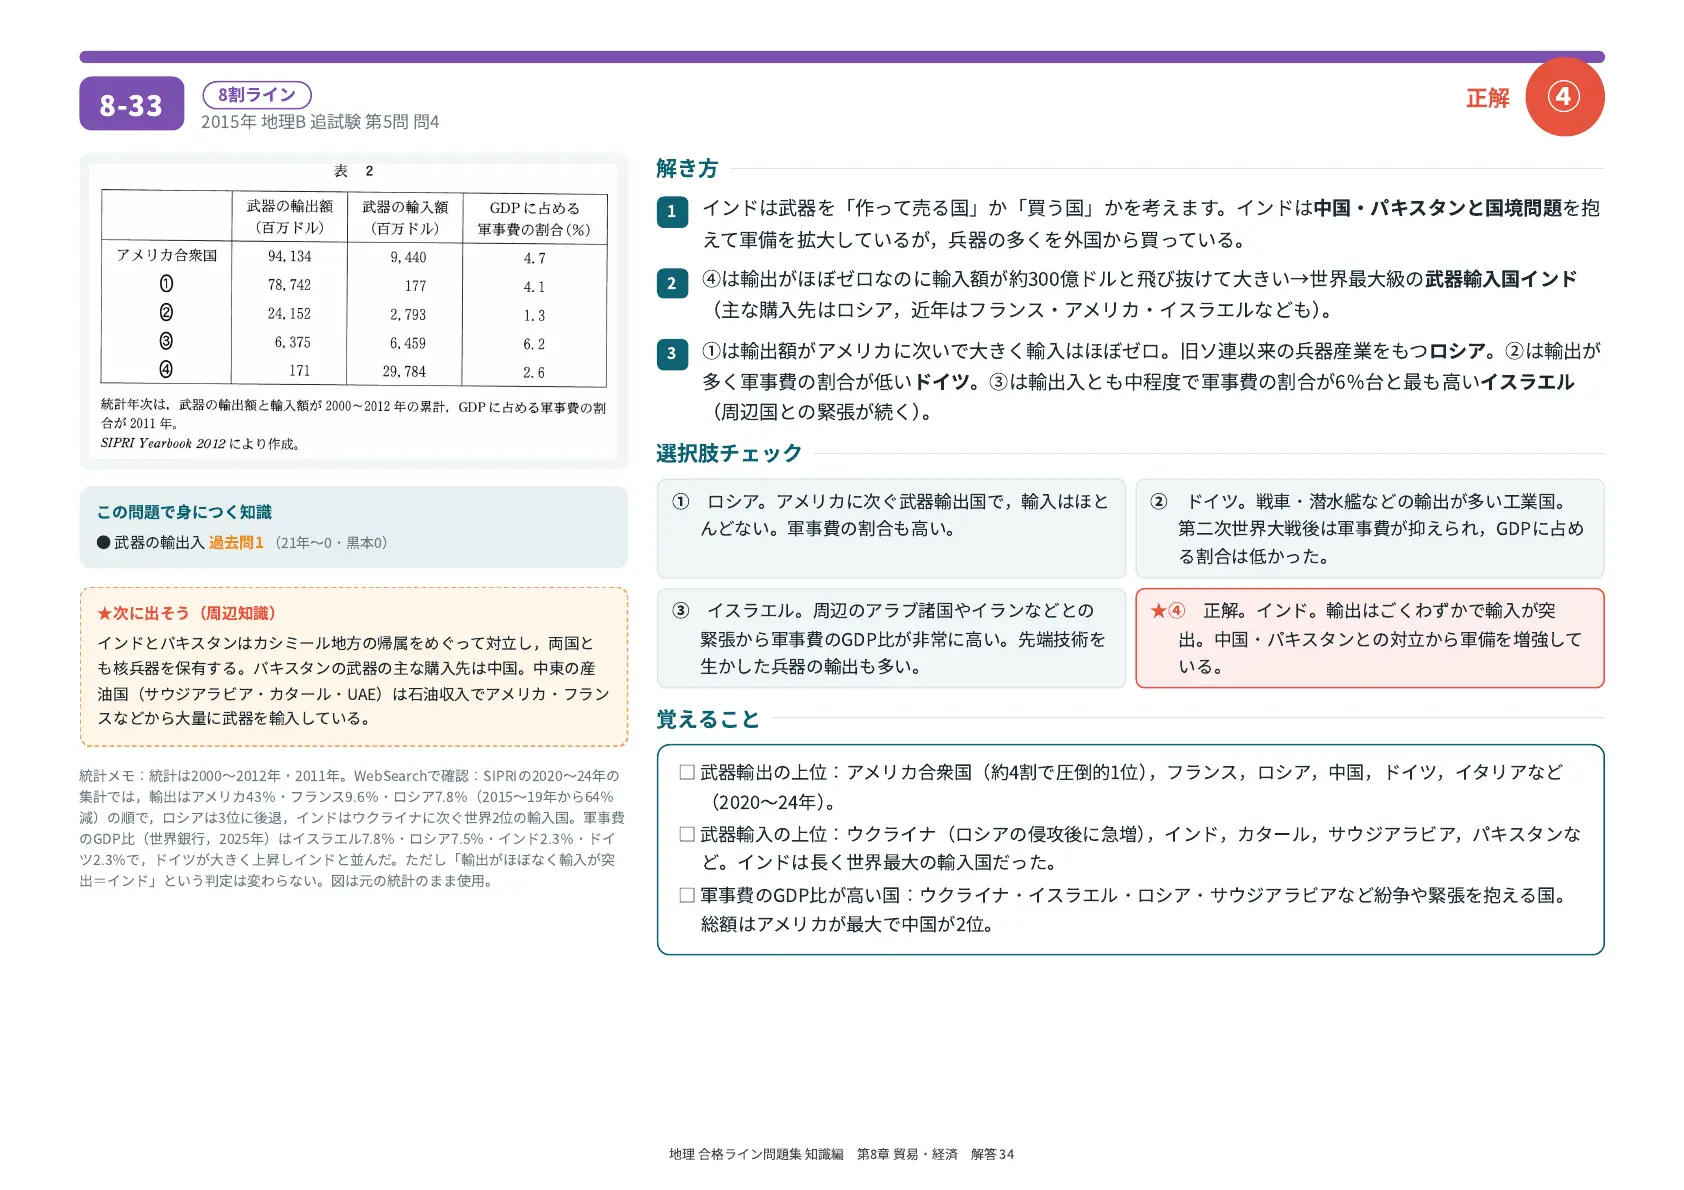 8-33
8割ライン
2015年 地理B 追試験 第5問 問4
正解 ④
表 2
武器の輸出額（百万ドル） 武器の輸入額（百万ドル） GDPに占める軍事費の割合(％)
アメリカ合衆国 94,134 9,440 4.7
① 78,742 177 4.1
② 24,152 2,793 1.3
③ 6,375 6,459 6.2
④ 171 29,784 2.6
統計年次は，武器の輸出額と輸入額が2000～2012年の累計，GDPに占める軍事費の割
合が2011年。
SIPRI Yearbook 2012により作成。
この問題で身につく知識
● 武器の輸出入 過去問1 （21年～0・黒本0）
★次に出そう（周辺知識）
インドとパキスタンはカシミール地方の帰属をめぐって対立し，両国と
も核兵器を保有する。パキスタンの武器の主な購入先は中国。中東の産
油国（サウジアラビア・カタール・UAE）は石油収入でアメリカ・フラン
スなどから大量に武器を輸入している。
統計メモ：統計は2000～2012年・2011年。WebSearchで確認：SIPRIの2020～24年の
集計では，輸出はアメリカ43％・フランス9.6％・ロシア7.8％（2015～19年から64％
減）の順で，ロシアは3位に後退，インドはウクライナに次ぐ世界2位の輸入国。軍事費
のGDP比（世界銀行，2025年）はイスラエル7.8％・ロシア7.5％・インド2.3％・ドイ
ツ2.3％で，ドイツが大きく上昇しインドと並んだ。ただし「輸出がほぼなく輸入が突
出＝インド」という判定は変わらない。図は元の統計のまま使用。
解き方
1 インドは武器を「作って売る国」か「買う国」かを考えます。インドは中国・パキスタンと国境問題を抱
えて軍備を拡大しているが，兵器の多くを外国から買っている。
2 ④は輸出がほぼゼロなのに輸入額が約300億ドルと飛び抜けて大きい→世界最大級の武器輸入国インド
（主な購入先はロシア，近年はフランス・アメリカ・イスラエルなども）。
3 ①は輸出額がアメリカに次いで大きく輸入はほぼゼロ。旧ソ連以来の兵器産業をもつロシア。②は輸出が
多く軍事費の割合が低いドイツ。③は輸出入とも中程度で軍事費の割合が6％台と最も高いイスラエル
（周辺国との緊張が続く）。
選択肢チェック
① ロシア。アメリカに次ぐ武器輸出国で，輸入はほと
んどない。軍事費の割合も高い。
② ドイツ。戦車・潜水艦などの輸出が多い工業国。
第二次世界大戦後は軍事費が抑えられ，GDPに占め
る割合は低かった。
③ イスラエル。周辺のアラブ諸国やイランなどとの
緊張から軍事費のGDP比が非常に高い。先端技術を
生かした兵器の輸出も多い。
★④ 正解。インド。輸出はごくわずかで輸入が突
出。中国・パキスタンとの対立から軍備を増強して
いる。
覚えること
□ 武器輸出の上位：アメリカ合衆国（約4割で圧倒的1位），フランス，ロシア，中国，ドイツ，イタリアなど
（2020～24年）。
□ 武器輸入の上位：ウクライナ（ロシアの侵攻後に急増），インド，カタール，サウジアラビア，パキスタンな
ど。インドは長く世界最大の輸入国だった。
□ 軍事費のGDP比が高い国：ウクライナ・イスラエル・ロシア・サウジアラビアなど紛争や緊張を抱える国。
総額はアメリカが最大で中国が2位。
地理 合格ライン問題集 知識編 第8章 貿易・経済 解答 34